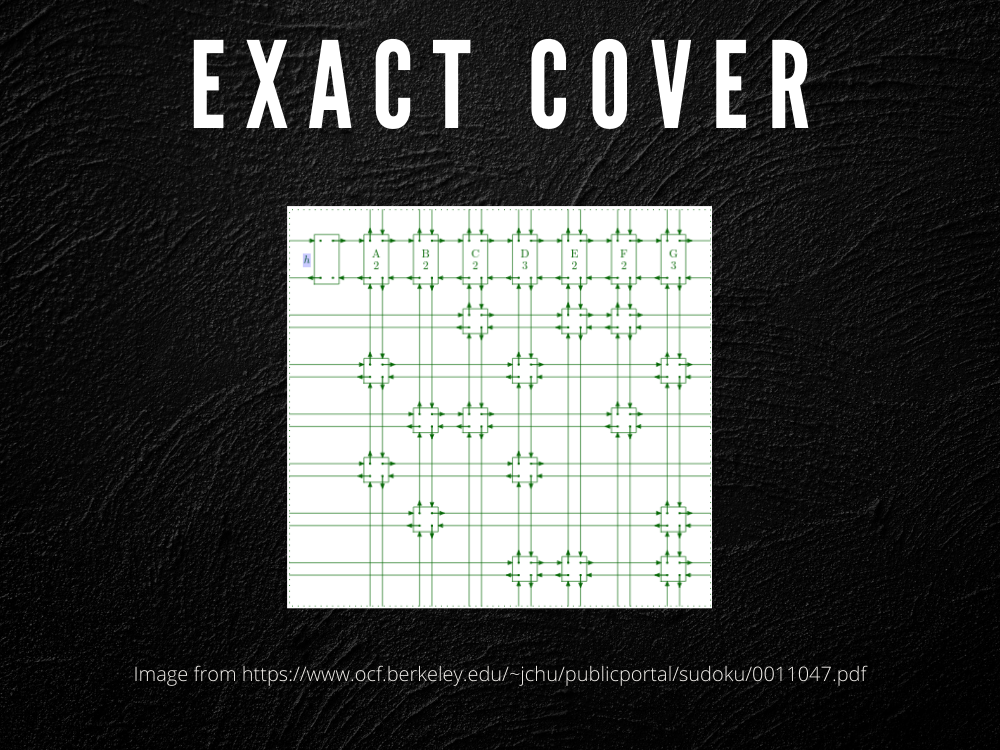 EXACT COVER
h
A B C D E F G
2 2 2 3 2 2 3
Image from https://www.ocf.berkeley.edu/~jchu/publicportal/sudoku/0011047.pdf